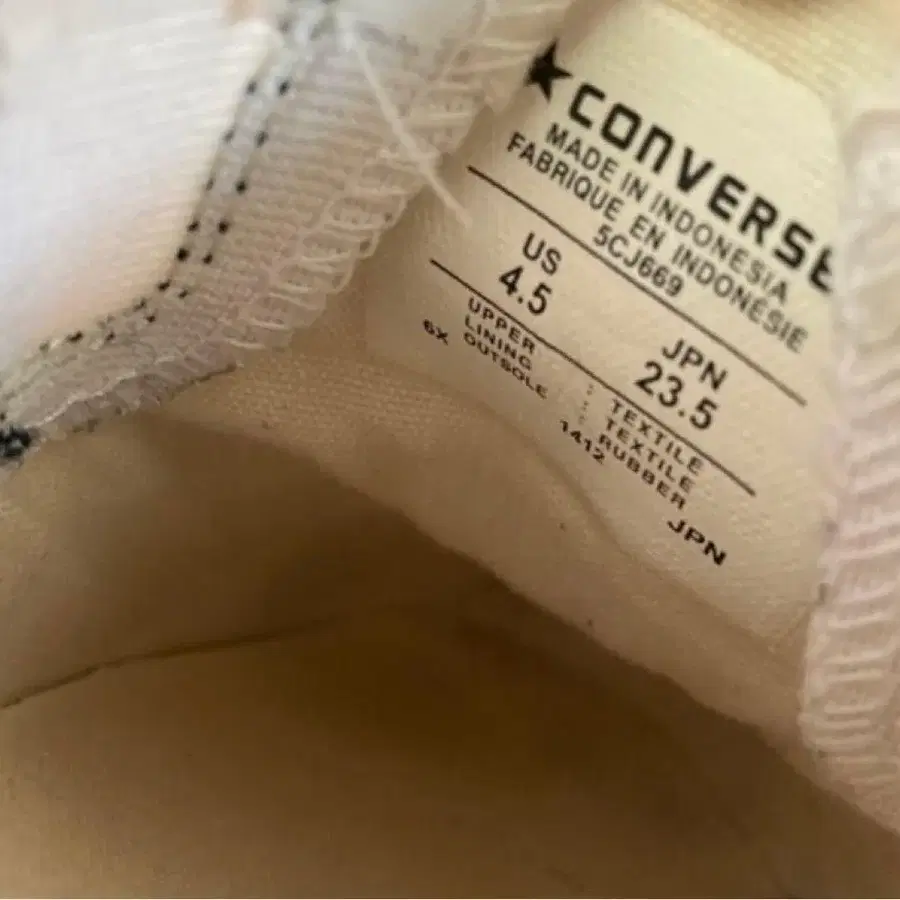 ★CONVERSE
MADE IN INDONESIA
FABRIQUE EN INDONÉSIE
5CJ669
US JPN
4.5 23.5
UPPER : TEXTILE
LINING : TEXTILE
OUTSOLE : RUBBER
6X 1412 JPN